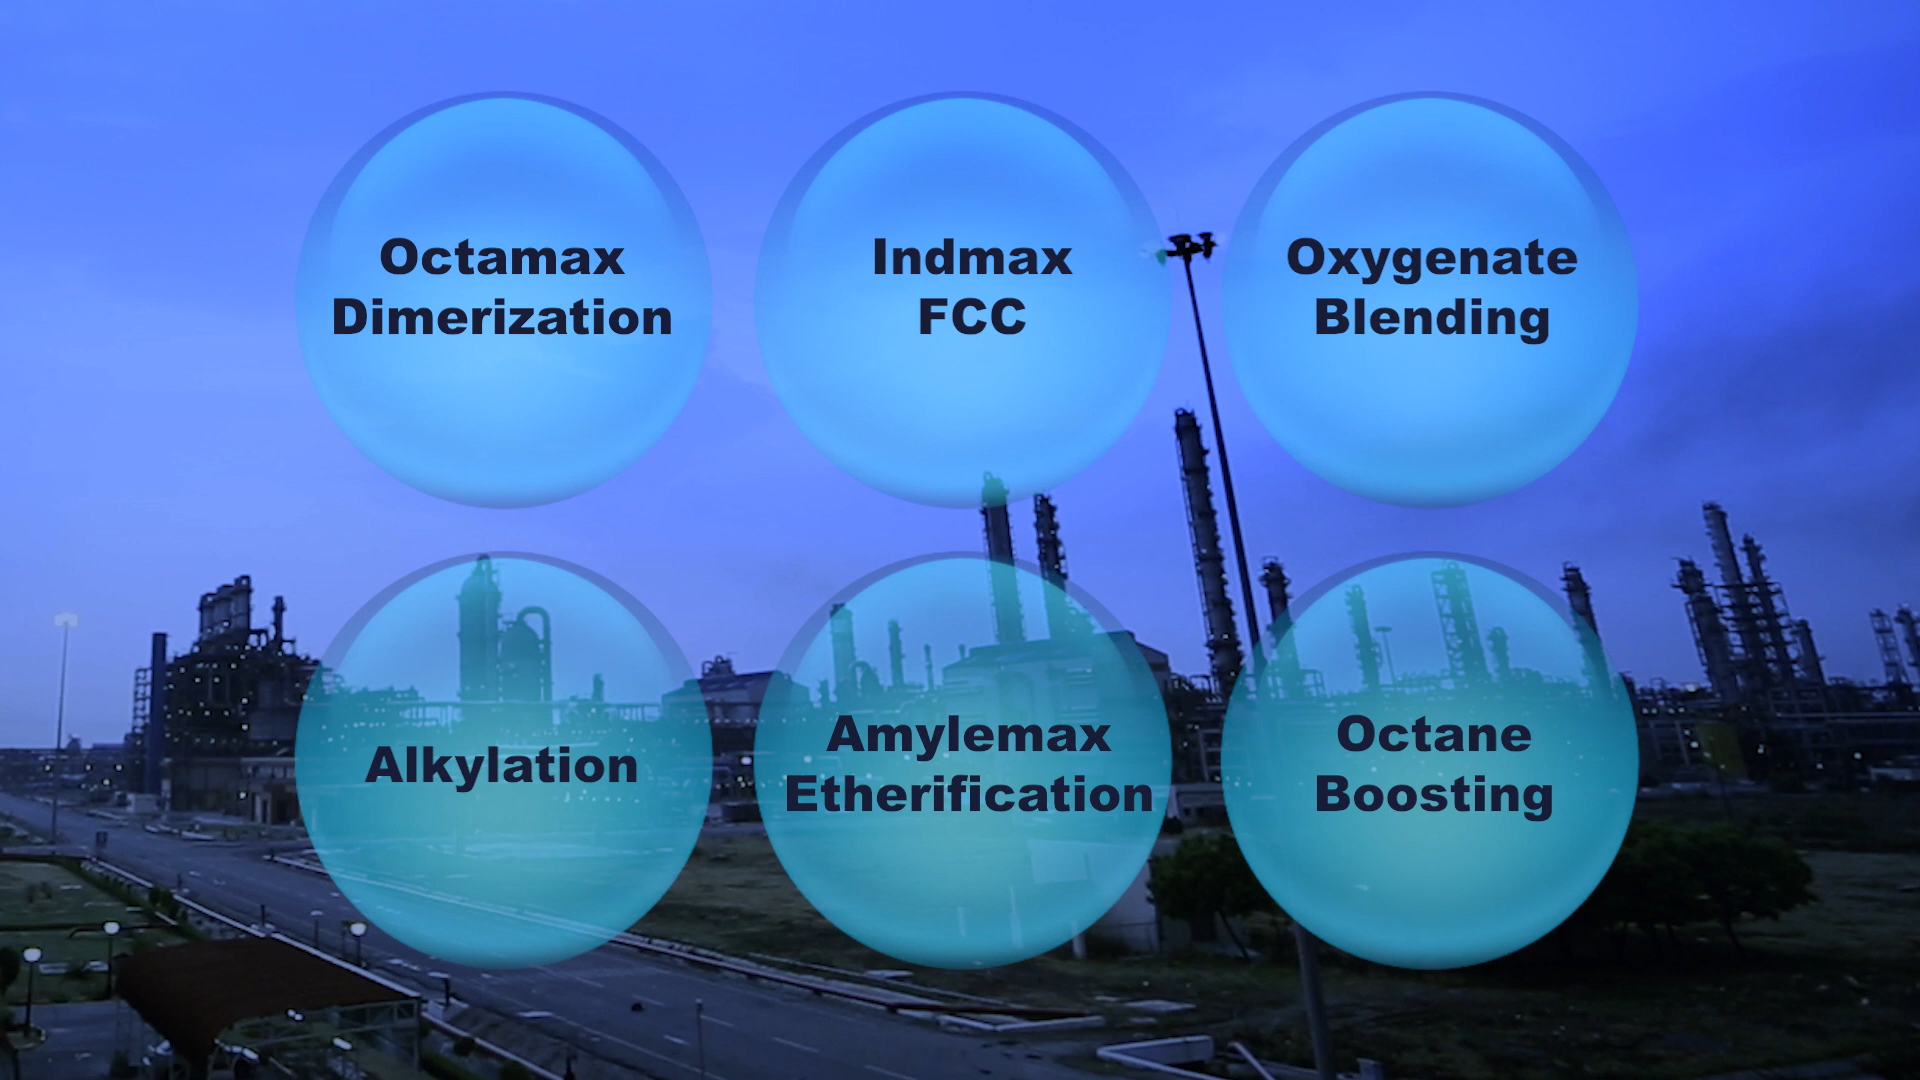 Octamax
Dimerization
Indmax
FCC
Oxygenate
Blending
Alkylation
Amylemax
Etherification
Octane
Boosting